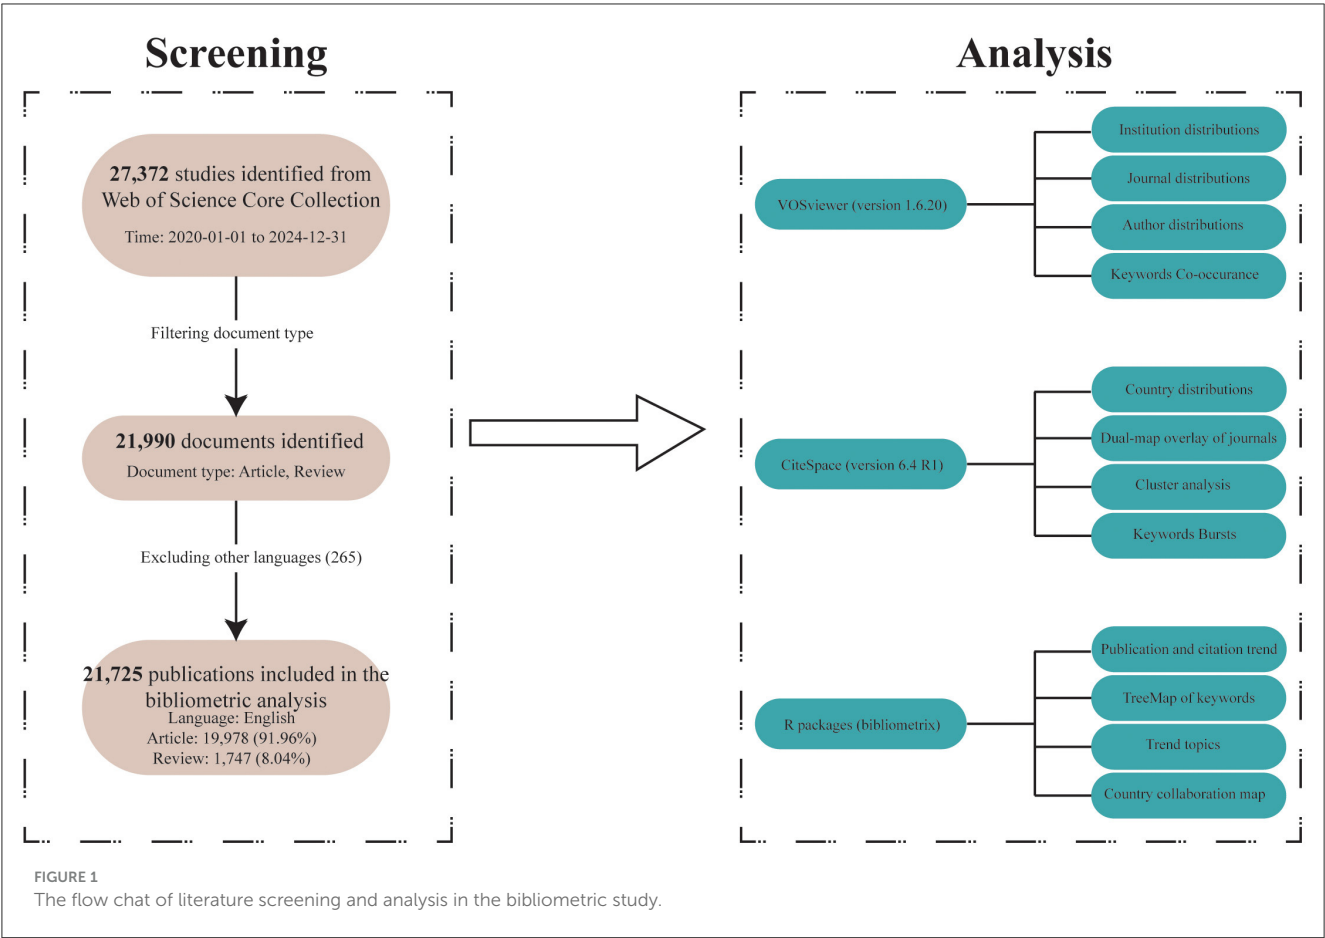 Screening
27,372 studies identified from
Web of Science Core Collection
Time: 2020-01-01 to 2024-12-31
Filtering document type
21,990 documents identified
Document type: Article, Review
Excluding other languages (265)
21,725 publications included in the
bibliometric analysis
Language: English
Article: 19,978 (91.96%)
Review: 1,747 (8.04%)
Analysis
VOSviewer (version 1.6.20)
Institution distributions
Journal distributions
Author distributions
Keywords Co-occurance
CiteSpace (version 6.4 R1)
Country distributions
Dual-map overlay of journals
Cluster analysis
Keywords Bursts
R packages (bibliometrix)
Publication and citation trend
TreeMap of keywords
Trend topics
Country collaboration map
FIGURE 1
The flow chat of literature screening and analysis in the bibliometric study.